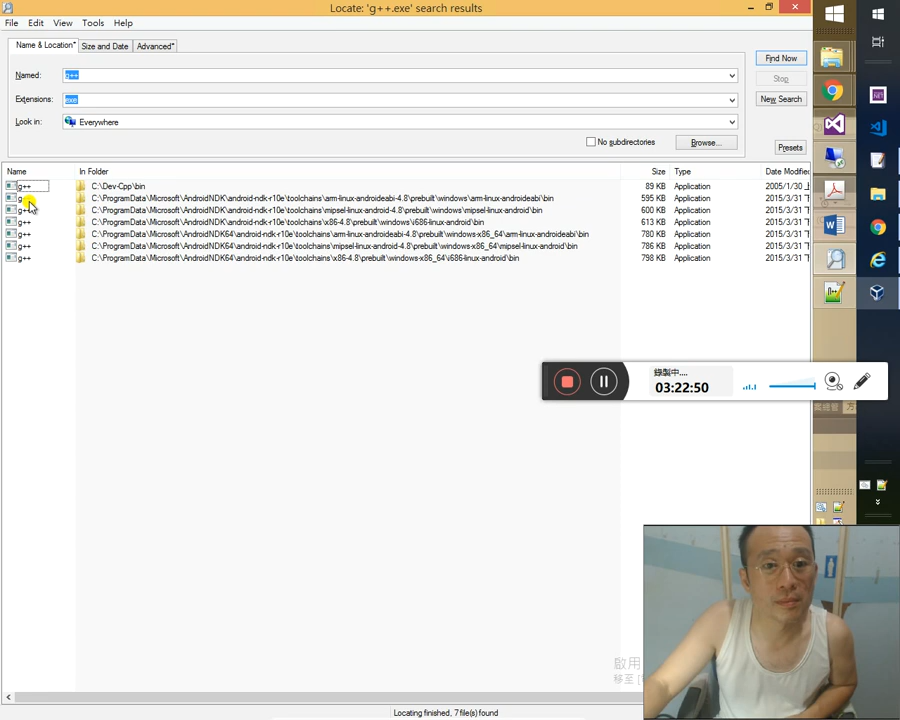 Locate: 'g++.exe' search results
File Edit View Tools Help
Name & Location* Size and Date Advanced*
Named: g++ Find Now
Stop
Extensions: exe New Search
Look in: Everywhere
No subdirectories Browse... Presets
Name In Folder Size Type Date Modified
g++ C:\Dev-Cpp\bin 89 KB Application 2005/1/30 上
g C:\ProgramData\Microsoft\AndroidNDK\android-ndk-r10e\toolchains\arm-linux-androideabi-4.8\prebuilt\windows\arm-linux-androideabi\bin 595 KB Application 2015/3/31 下
g++ C:\ProgramData\Microsoft\AndroidNDK\android-ndk-r10e\toolchains\mipsel-linux-android-4.8\prebuilt\windows\mipsel-linux-android\bin 600 KB Application 2015/3/31 下
g++ C:\ProgramData\Microsoft\AndroidNDK\android-ndk-r10e\toolchains\x86-4.8\prebuilt\windows\i686-linux-android\bin 613 KB Application 2015/3/31 下
g++ C:\ProgramData\Microsoft\AndroidNDK64\android-ndk-r10e\toolchains\arm-linux-androideabi-4.8\prebuilt\windows-x86_64\arm-linux-androideabi\bin 780 KB Application 2015/3/31 下
g++ C:\ProgramData\Microsoft\AndroidNDK64\android-ndk-r10e\toolchains\mipsel-linux-android-4.8\prebuilt\windows-x86_64\mipsel-linux-android\bin 786 KB Application 2015/3/31 下
g++ C:\ProgramData\Microsoft\AndroidNDK64\android-ndk-r10e\toolchains\x86-4.8\prebuilt\windows-x86_64\i686-linux-android\bin 798 KB Application 2015/3/31 下
錄製中....
03:22:50
啟用
移至 [
Locating finished, 7 file(s) found